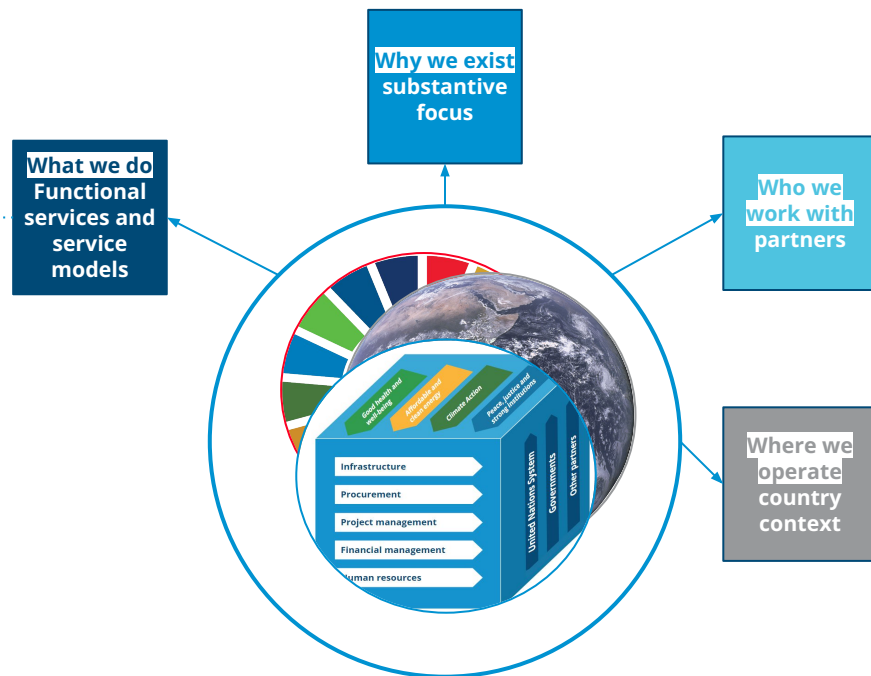 Why we exist
substantive
focus
What we do
Functional
services and
service
models
Who we
work with
partners
Where we
operate
country
context
Good health and
well-being
Affordable and
clean energy
Climate Action
Peace, justice and
strong institutions
Infrastructure
Procurement
Project management
Financial management
Human resources
United Nations System
Governments
Other partners